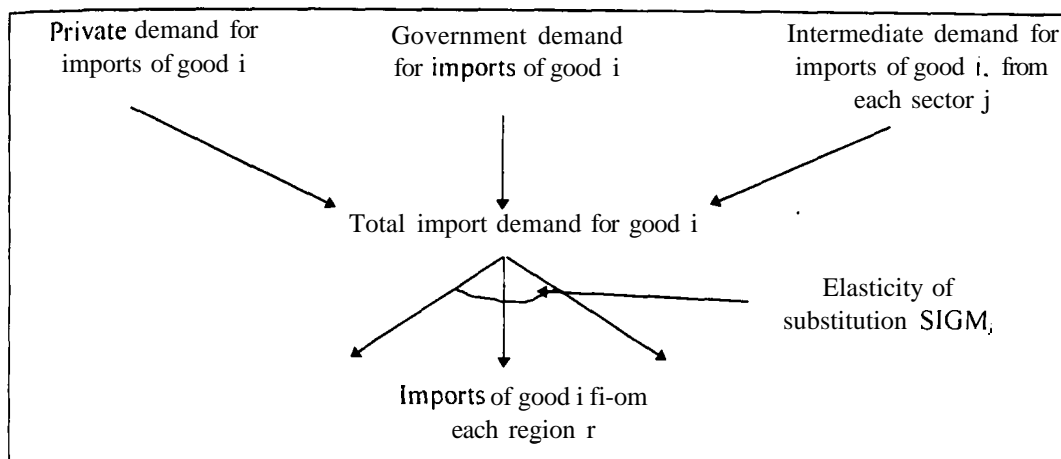 Private demand for
imports of good i
Government demand
for imports of good i
Intermediate demand for
imports of good i, from
each sector j
Total import demand for good i
Elasticity of
substitution SIGMi
Imports of good i fi-om
each region r